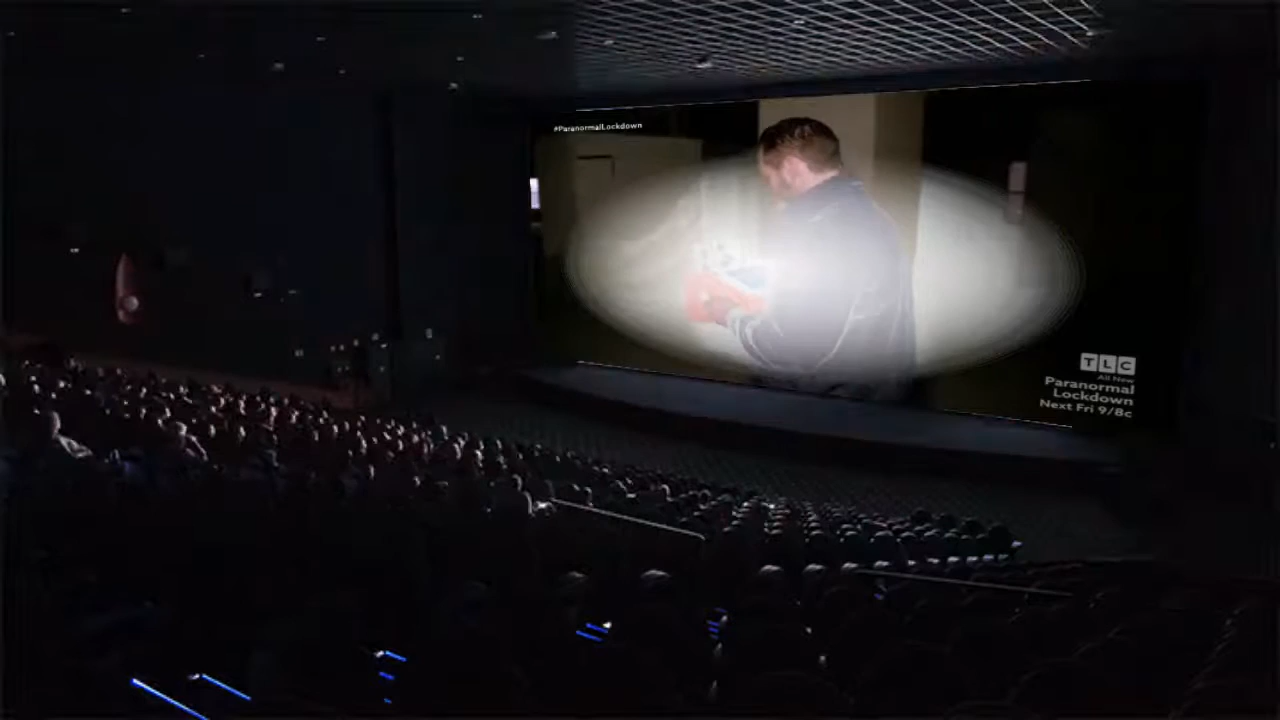 #ParanormalLockdown
TLC
All New
Paranormal
Lockdown
Next Fri 9/8c